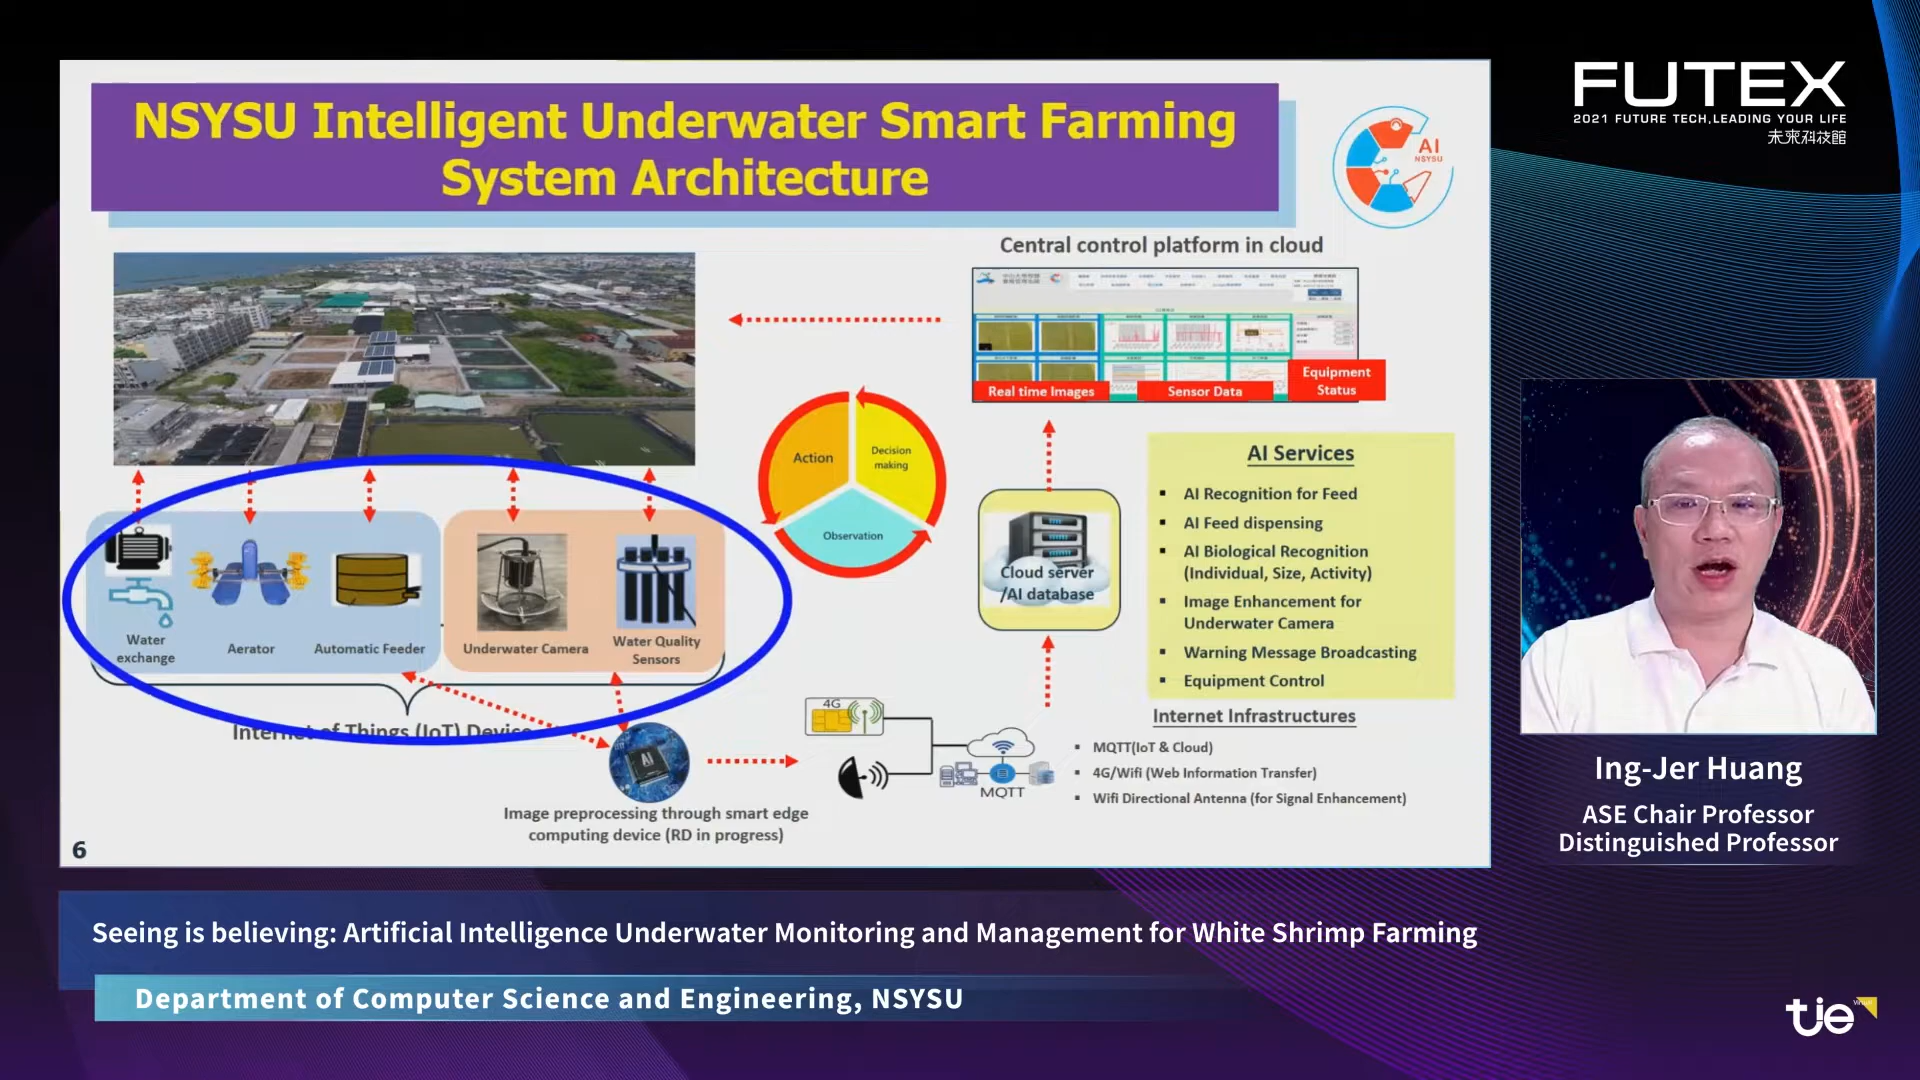 FUTEX
2021 FUTURE TECH,LEADING YOUR LIFE
未來科技館
NSYSU Intelligent Underwater Smart Farming
System Architecture
AI
NSYSU
Central control platform in cloud
Real time Images
Sensor Data
Equipment
Status
Action
Decision
making
Observation
Cloud server
/AI database
AI Services
▪ AI Recognition for Feed
▪ AI Feed dispensing
▪ AI Biological Recognition
(Individual, Size, Activity)
▪ Image Enhancement for
Underwater Camera
▪ Warning Message Broadcasting
▪ Equipment Control
Water
exchange
Aerator
Automatic Feeder
Underwater Camera
Water Quality
Sensors
Internet of Things (IoT) Device
AI
Image preprocessing through smart edge
computing device (RD in progress)
4G
MQTT
Internet Infrastructures
▪ MQTT(IoT & Cloud)
▪ 4G/Wifi (Web Information Transfer)
▪ Wifi Directional Antenna (for Signal Enhancement)
6
Ing-Jer Huang
ASE Chair Professor
Distinguished Professor
Seeing is believing: Artificial Intelligence Underwater Monitoring and Management for White Shrimp Farming
Department of Computer Science and Engineering, NSYSU
tie